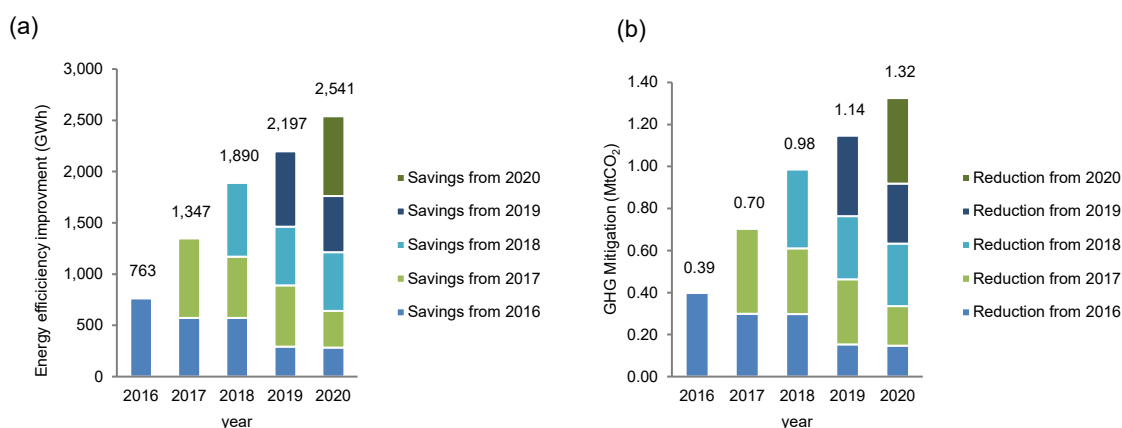 (a)
Energy efficiciency improvment (GWh)
3,000
2,500
2,000
1,500
1,000
500
0
763
1,347
1,890
2,197
2,541
2016 2017 2018 2019 2020
year
Savings from 2020
Savings from 2019
Savings from 2018
Savings from 2017
Savings from 2016
(b)
GHG Mitigation (MtCO₂)
1.40
1.20
1.00
0.80
0.60
0.40
0.20
0.00
0.39
0.70
0.98
1.14
1.32
2016 2017 2018 2019 2020
year
Reduction from 2020
Reduction from 2019
Reduction from 2018
Reduction from 2017
Reduction from 2016